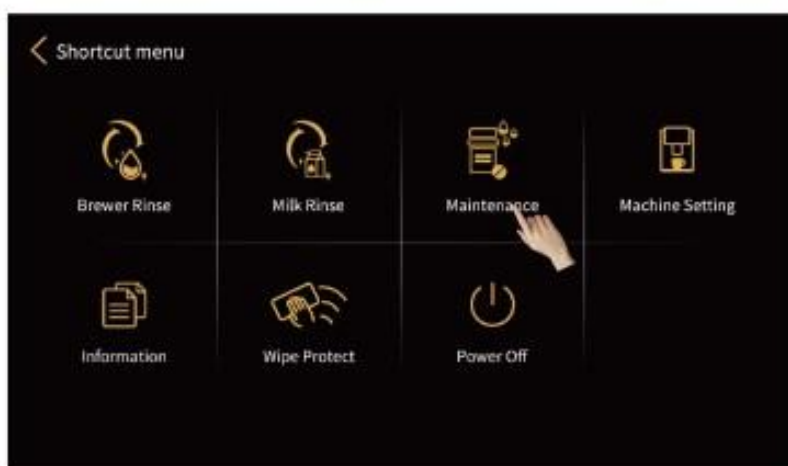 Shortcut menu
Brewer Rinse
Milk Rinse
Maintenance
Machine Setting
Information
Wipe Protect
Power Off